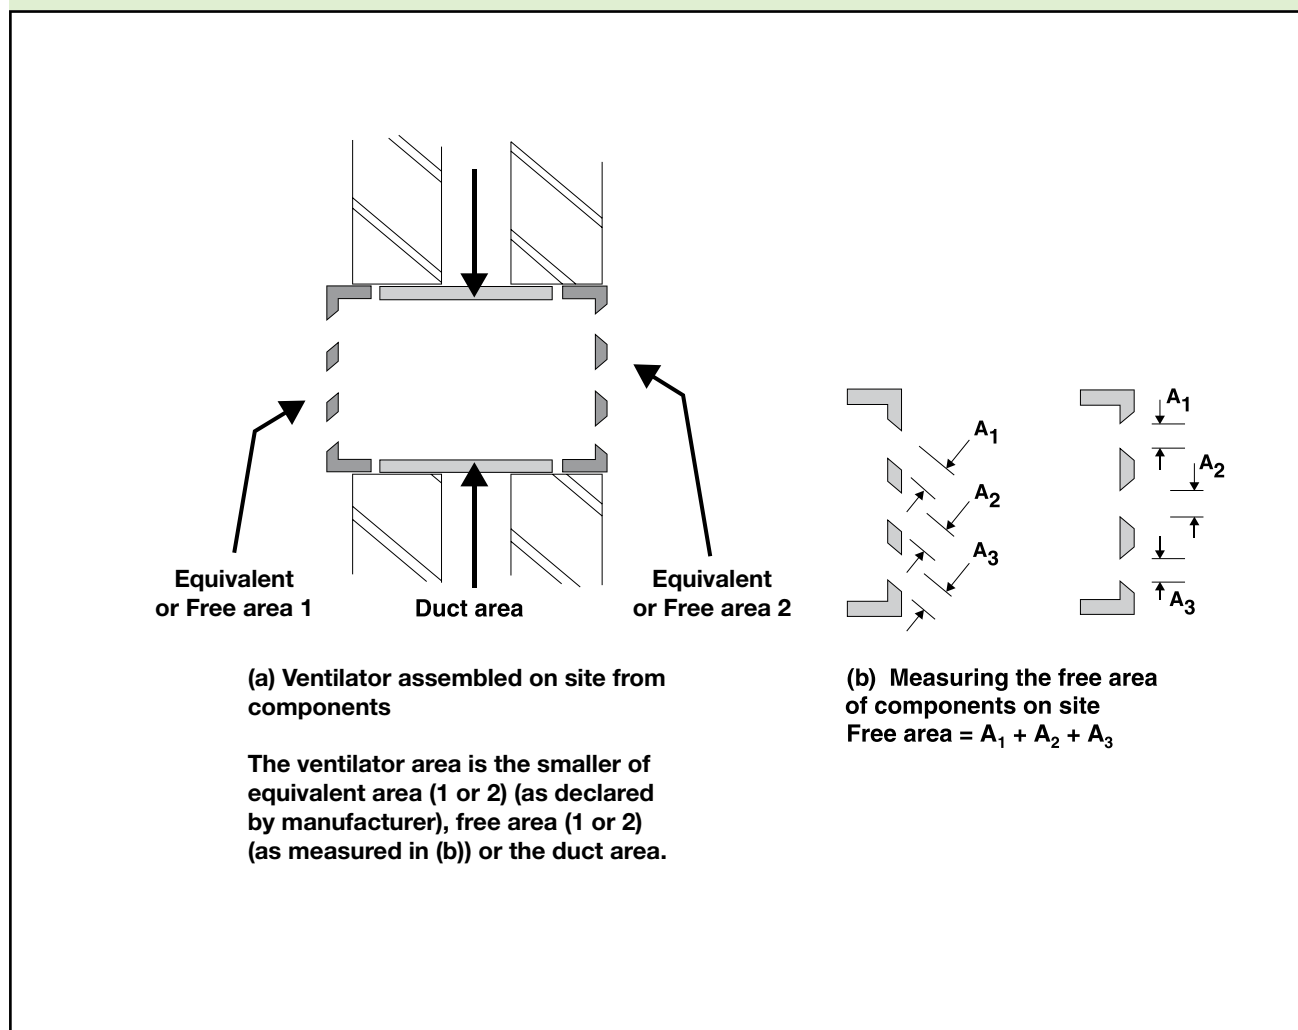 Equivalent
or Free area 1
Duct area
Equivalent
or Free area 2
(a) Ventilator assembled on site from
components
The ventilator area is the smaller of
equivalent area (1 or 2) (as declared
by manufacturer), free area (1 or 2)
(as measured in (b)) or the duct area.
A1
A2
A3
A1
A2
A3
(b) Measuring the free area
of components on site
Free area = A1 + A2 + A3